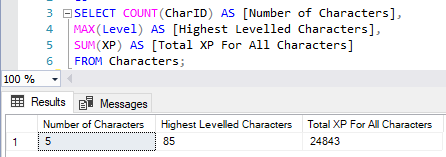 3 SELECT COUNT(CharID) AS [Number of Characters],
4 MAX(Level) AS [Highest Levelled Characters],
5 SUM(XP) AS [Total XP For All Characters]
6 FROM Characters;
100 %
Results Messages
Number of Characters Highest Levelled Characters Total XP For All Characters
1 5 85 24843